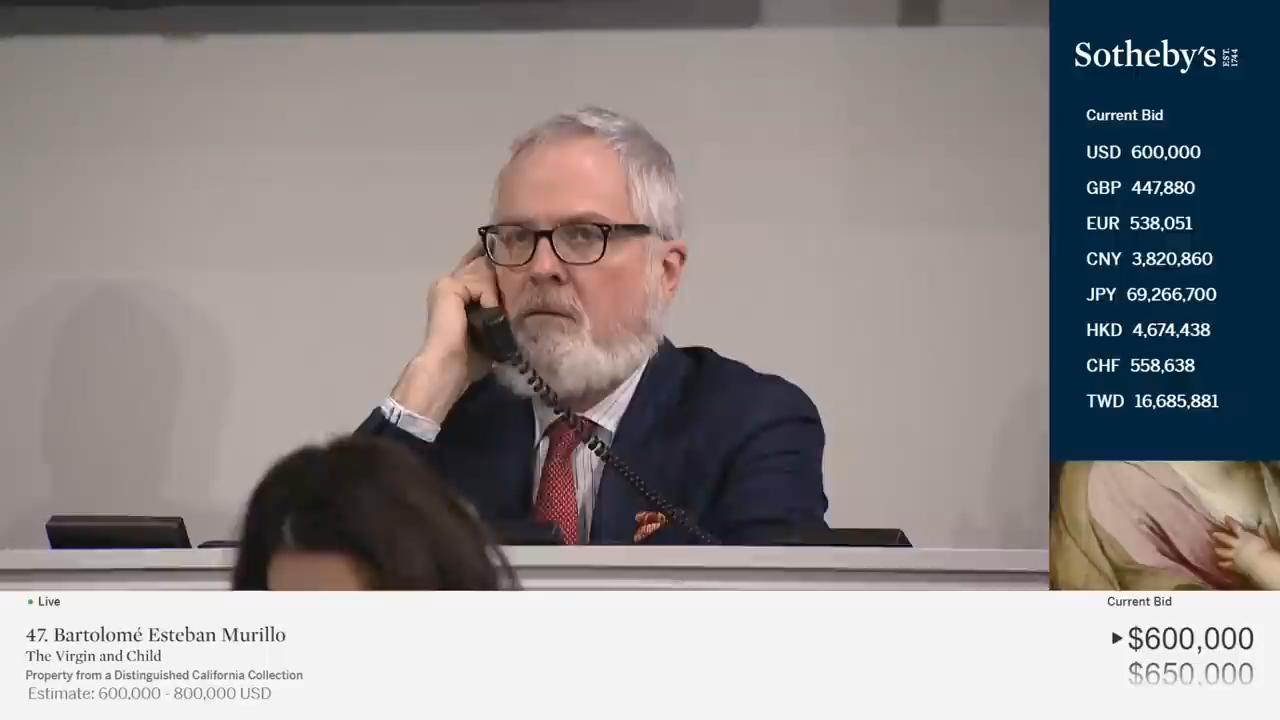 Sotheby's EST. 1744
Current Bid
USD 600,000
GBP 447,880
EUR 538,051
CNY 3,820,860
JPY 69,266,700
HKD 4,674,438
CHF 558,638
TWD 16,685,881
Live
47. Bartolomé Esteban Murillo
The Virgin and Child
Property from a Distinguished California Collection
Estimate: 600,000 - 800,000 USD
Current Bid
$600,000
$650,000